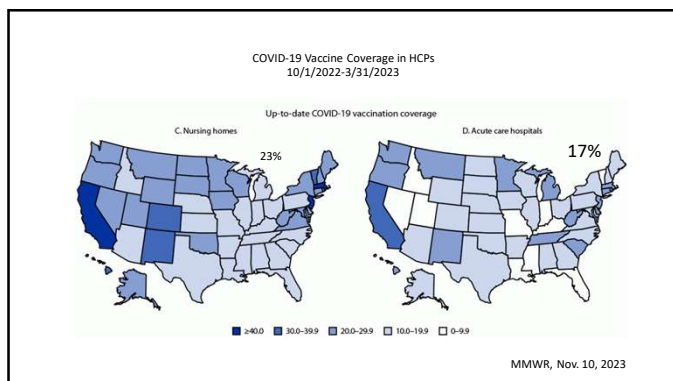 COVID-19 Vaccine Coverage in HCPs
10/1/2022-3/31/2023
Up-to-date COVID-19 vaccination coverage
C. Nursing homes
D. Acute care hospitals
23%
17%
≥40.0 30.0–39.9 20.0–29.9 10.0–19.9 0–9.9
MMWR, Nov. 10, 2023